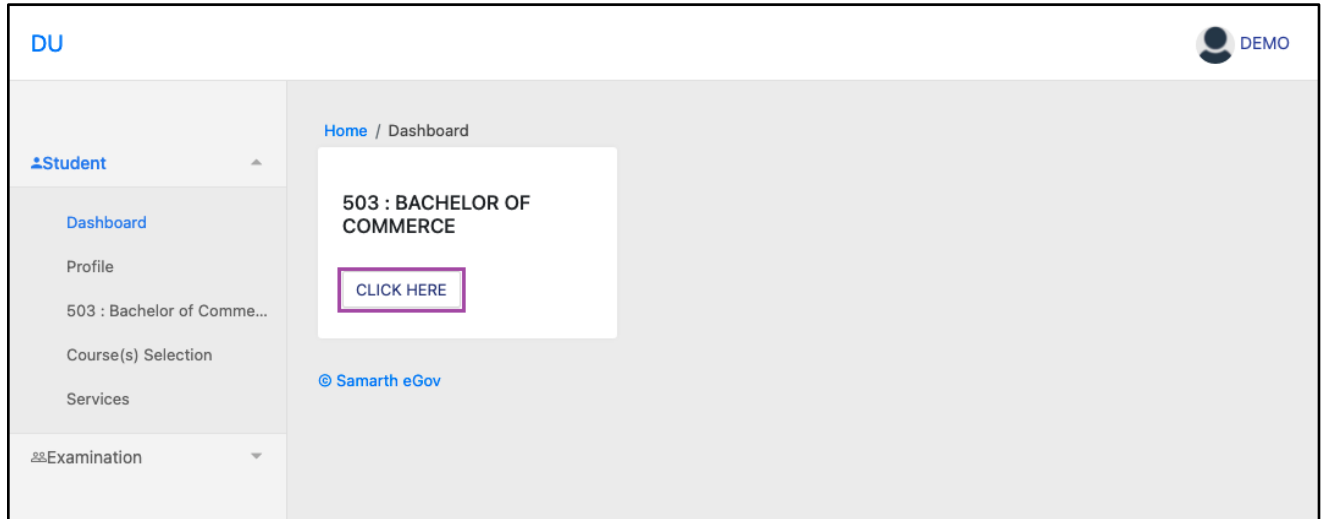 DU
DEMO
Home / Dashboard
Student
Dashboard
Profile
503 : Bachelor of Comme...
Course(s) Selection
Services
Examination
503 : BACHELOR OF
COMMERCE
CLICK HERE
© Samarth eGov